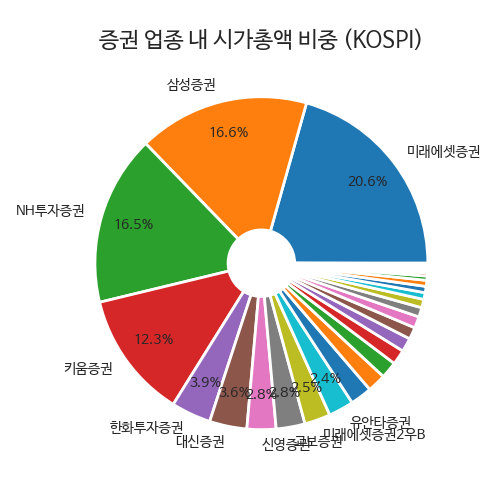 증권 업종 내 시가총액 비중 (KOSPI)
삼성증권
16.6%
미래에셋증권
20.6%
NH투자증권
16.5%
12.3%
키움증권
3.9%
3.6%
2.8%
2.8%
2.5%
2.4%
한화투자증권
대신증권
신영증권
교보증권
미래에셋증권2우B
유안타증권